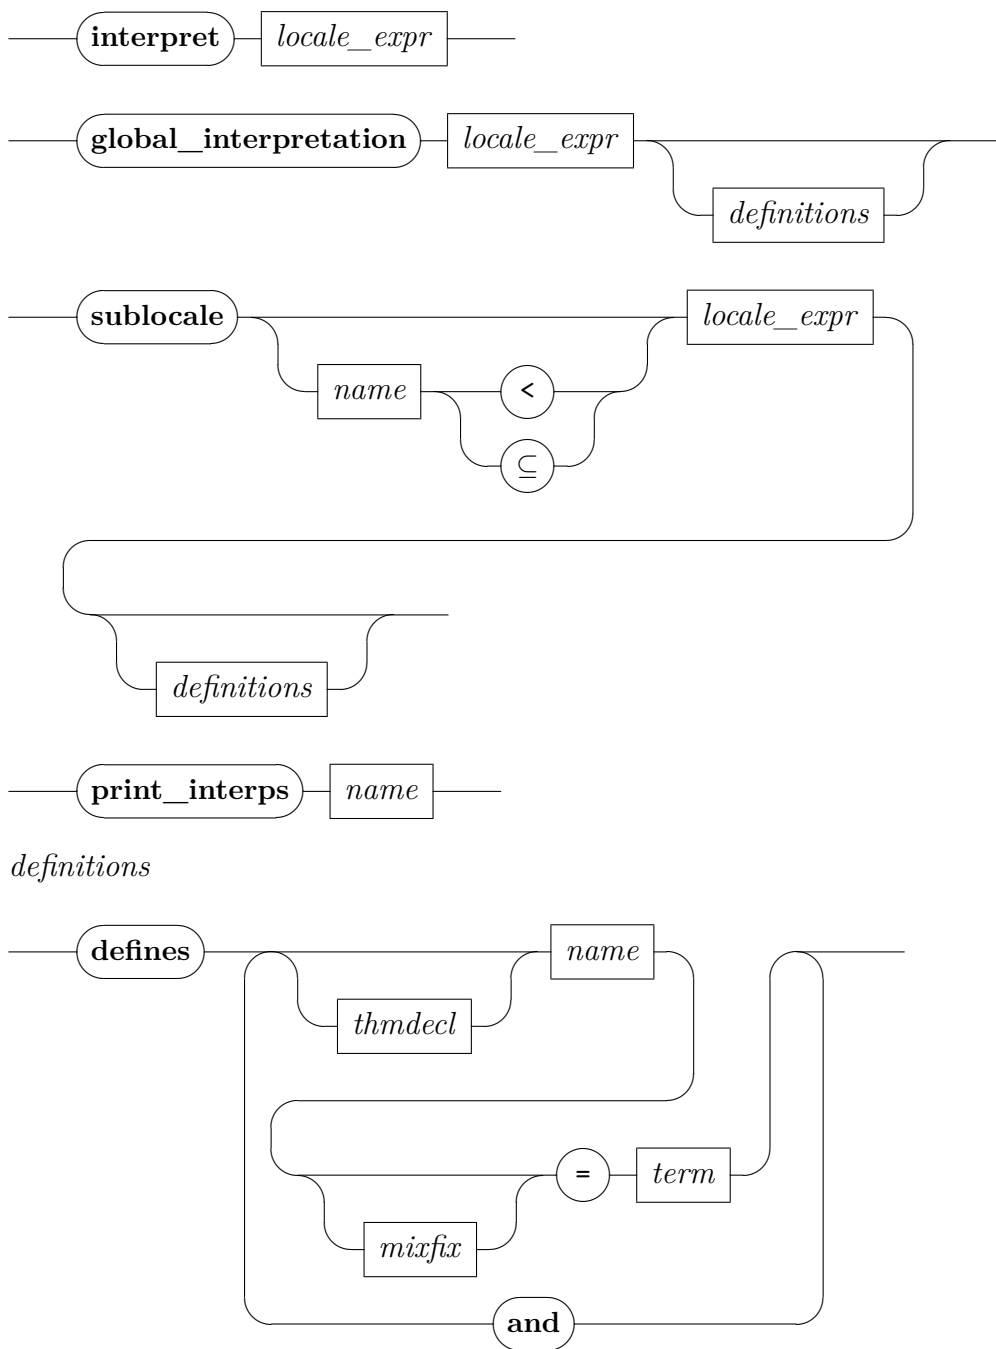 interpret locale_expr
global_interpretation locale_expr
definitions
sublocale locale_expr
name <
⊆
definitions
print_interps name
definitions
defines name
thmdecl
= term
mixfix
and